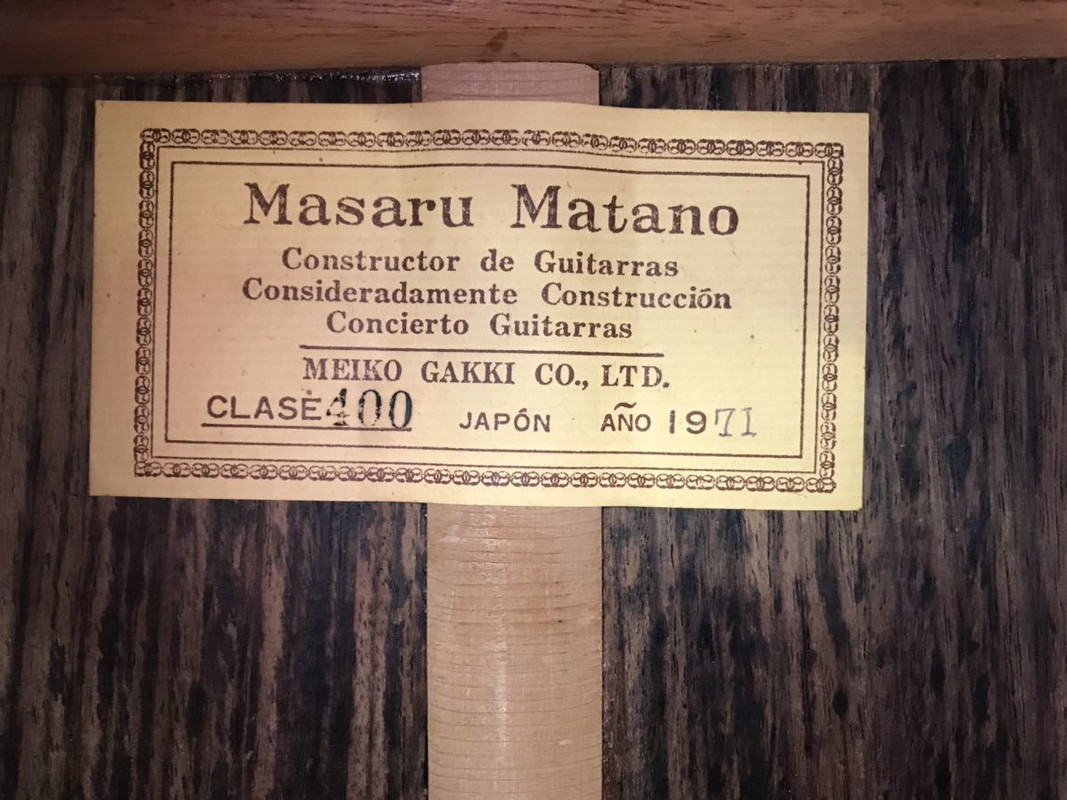 Masaru Matano
Constructor de Guitarras
Consideradamente Construcción
Concierto Guitarras
MEIKO GAKKI CO., LTD.
CLASE 400 JAPÓN AÑO 1971